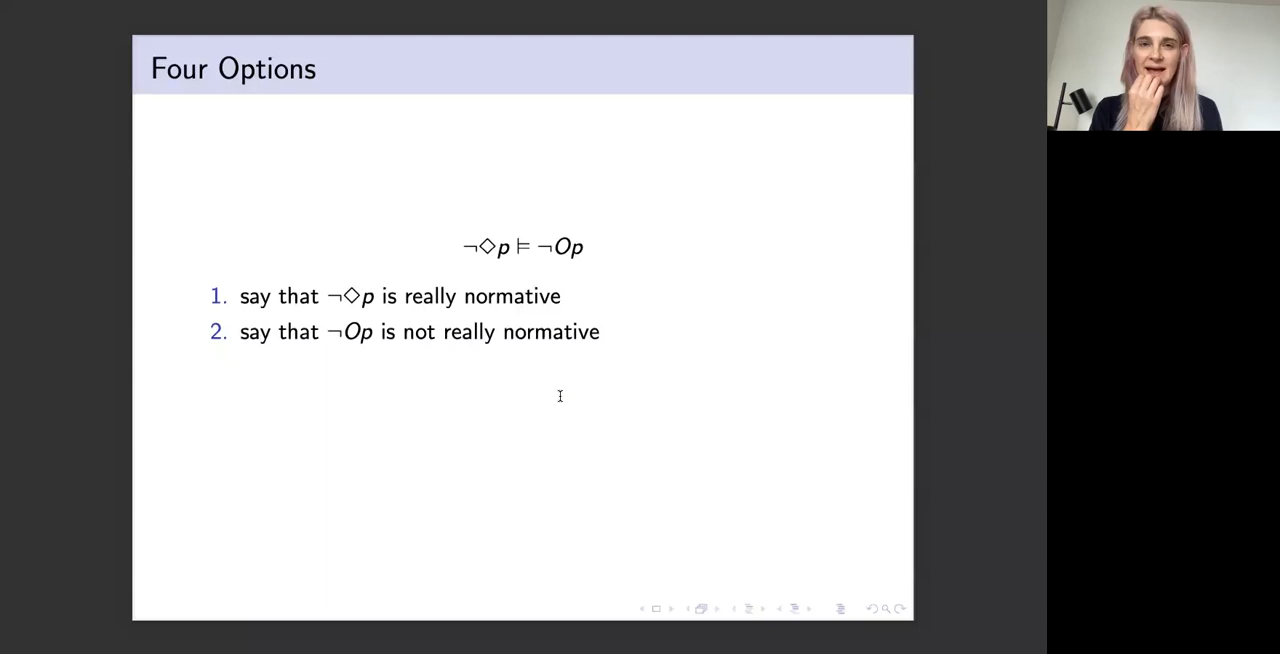 Four Options
¬◇p ⊨ ¬Op
1. say that ¬◇p is really normative
2. say that ¬Op is not really normative